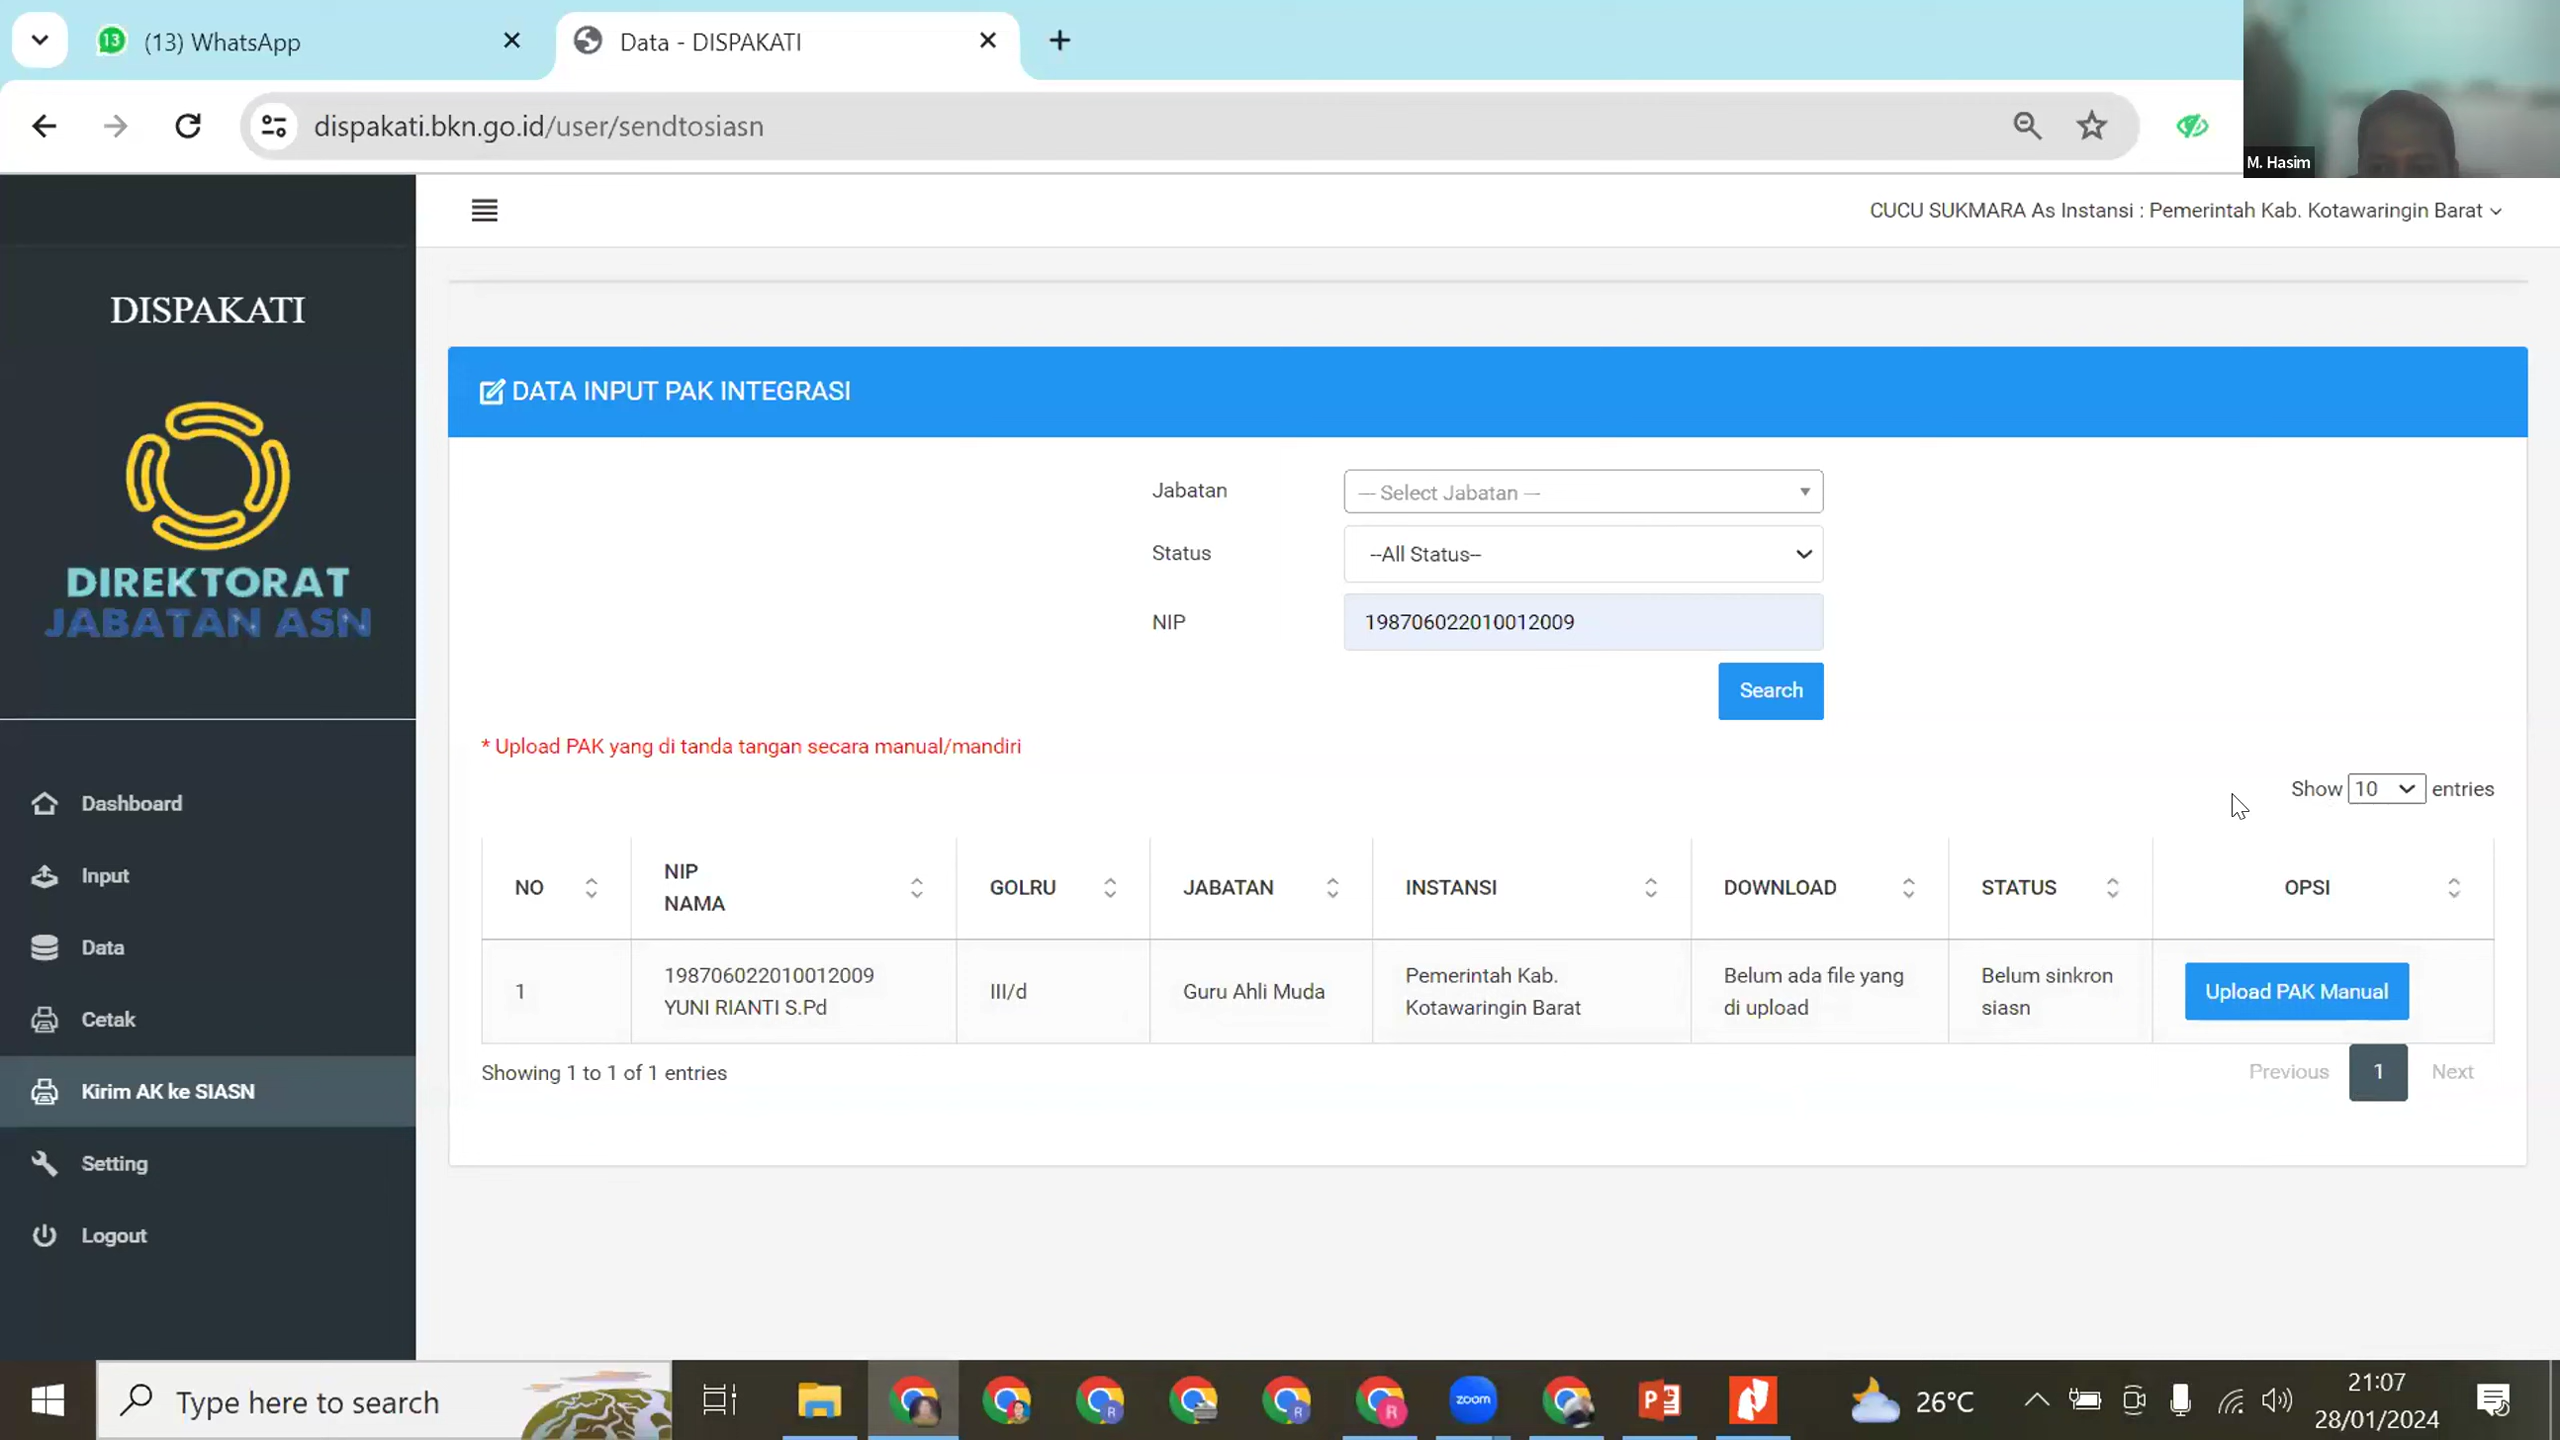 13
(13) WhatsApp
Data - DISPAKATI
dispakati.bkn.go.id/user/sendtosiasn
M. Hasim
CUCU SUKMARA As Instansi : Pemerintah Kab. Kotawaringin Barat
DISPAKATI
DIREKTORAT
JABATAN ASN
Dashboard
Input
Data
Cetak
Kirim AK ke SIASN
Setting
Logout
DATA INPUT PAK INTEGRASI
Jabatan
--- Select Jabatan ---
Status
--All Status--
NIP
198706022010012009
Search
* Upload PAK yang di tanda tangan secara manual/mandiri
Show 10 entries
NO
NIP
NAMA
GOLRU
JABATAN
INSTANSI
DOWNLOAD
STATUS
OPSI
1
198706022010012009
YUNI RIANTI S.Pd
III/d
Guru Ahli Muda
Pemerintah Kab.
Kotawaringin Barat
Belum ada file yang
di upload
Belum sinkron
siasn
Upload PAK Manual
Showing 1 to 1 of 1 entries
Previous 1 Next
Type here to search
R
R
R
zoom
P
26°C
21:07
28/01/2024